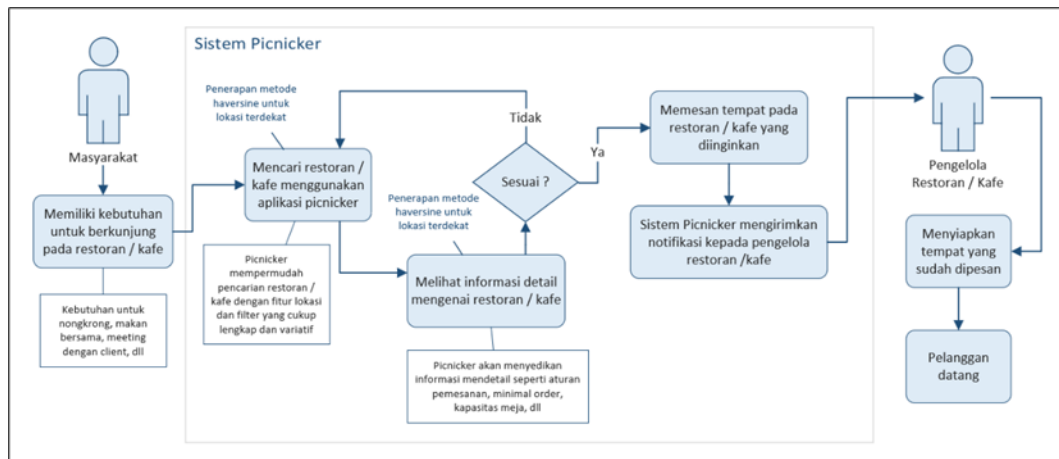 Sistem Picnicker
Masyarakat
Memiliki kebutuhan
untuk berkunjung
pada restoran / kafe
Kebutuhan untuk
nongkrong, makan
bersama, meeting
dengan client, dll
Penerapan metode
haversine untuk
lokasi terdekat
Mencari restoran /
kafe menggunakan
aplikasi picnicker
Picnicker
mempermudah
pencarian restoran /
kafe dengan fitur lokasi
dan filter yang cukup
lengkap dan variatif
Penerapan metode
haversine untuk
lokasi terdekat
Melihat informasi detail
mengenai restoran / kafe
Picnicker akan menyedikan
informasi mendetail seperti aturan
pemesanan, minimal order,
kapasitas meja, dll
Tidak
Sesuai ?
Ya
Memesan tempat pada
restoran / kafe yang
diinginkan
Sistem Picnicker mengirimkan
notifikasi kepada pengelola
restoran /kafe
Pengelola
Restoran / Kafe
Menyiapkan
tempat yang
sudah dipesan
Pelanggan
datang